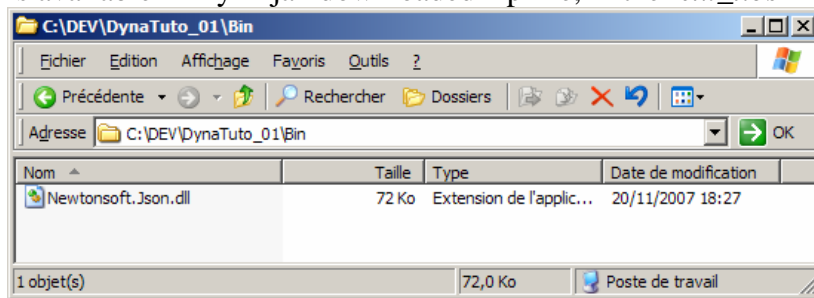 C:\DEV\DynaTuto_01\Bin
Fichier Edition Affichage Favoris Outils ?
Précédente Rechercher Dossiers
Adresse C:\DEV\DynaTuto_01\Bin OK
Nom Taille Type Date de modification
Newtonsoft.Json.dll 72 Ko Extension de l'applic... 20/11/2007 18:27
1 objet(s) 72,0 Ko Poste de travail